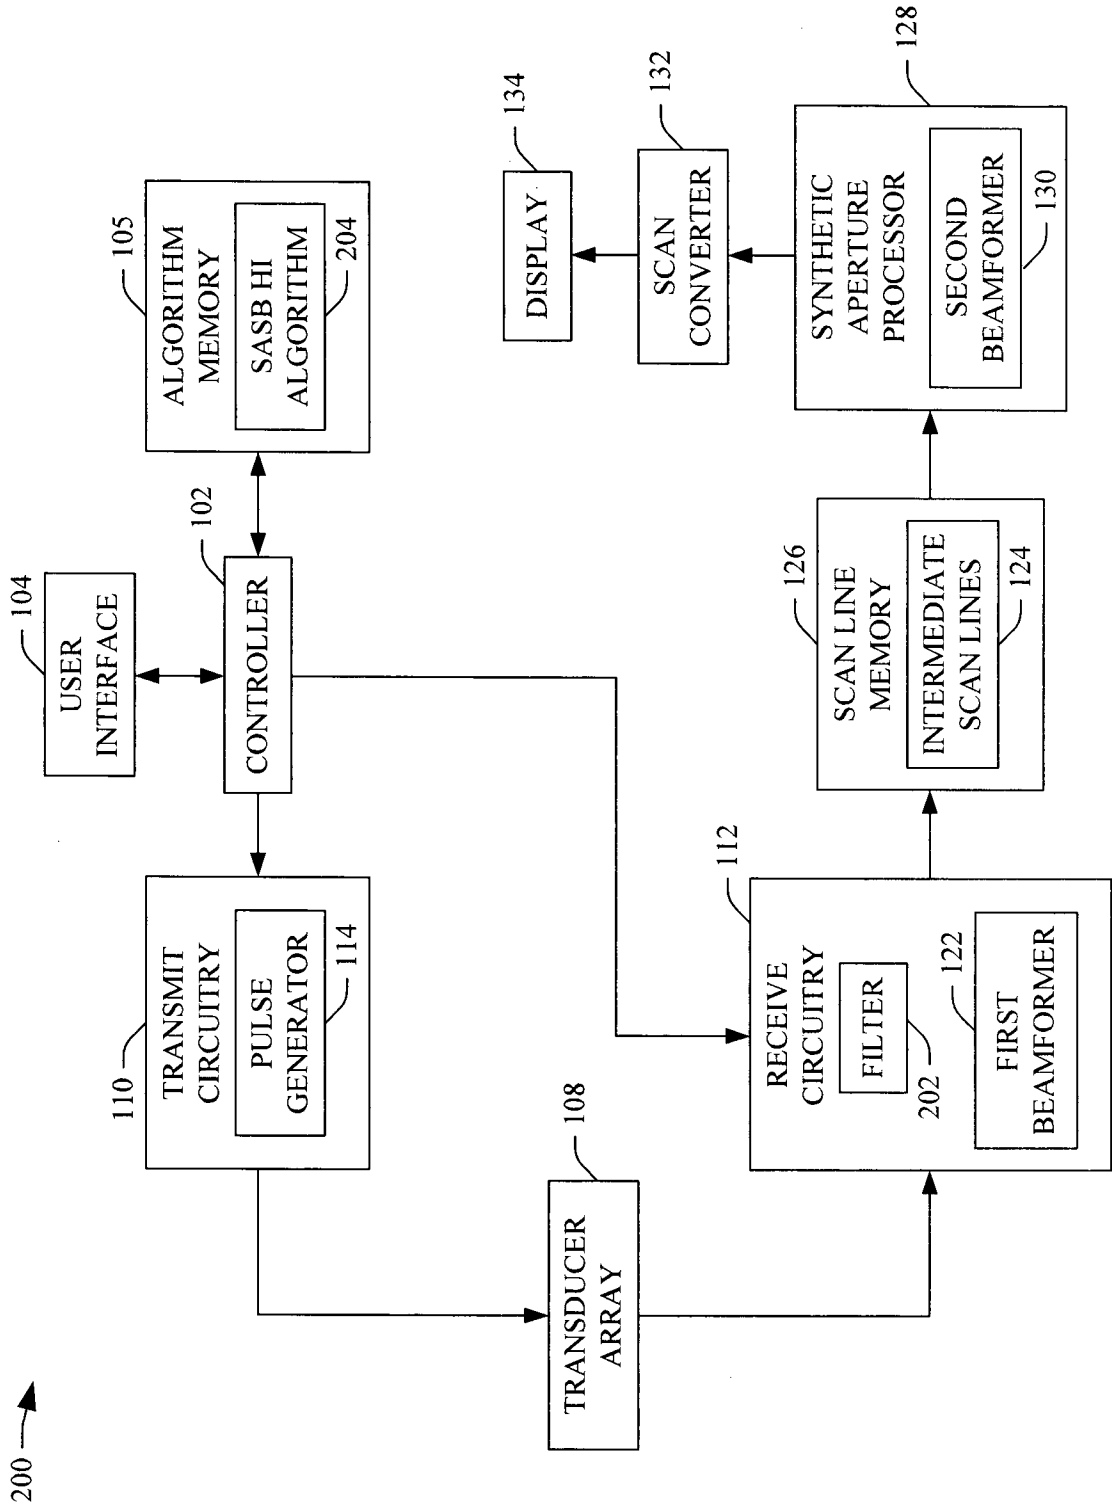 200
USER
INTERFACE
104
CONTROLLER
102
ALGORITHM
MEMORY
105
SASB HI
ALGORITHM
204
110
TRANSMIT
CIRCUITRY
PULSE
GENERATOR
114
TRANSDUCER
ARRAY
108
RECEIVE
CIRCUITRY
112
FILTER
202
122
FIRST
BEAMFORMER
SCAN LINE
MEMORY
126
INTERMEDIATE
SCAN LINES
124
SYNTHETIC
APERTURE
PROCESSOR
128
SECOND
BEAMFORMER
130
SCAN
CONVERTER
132
DISPLAY
134